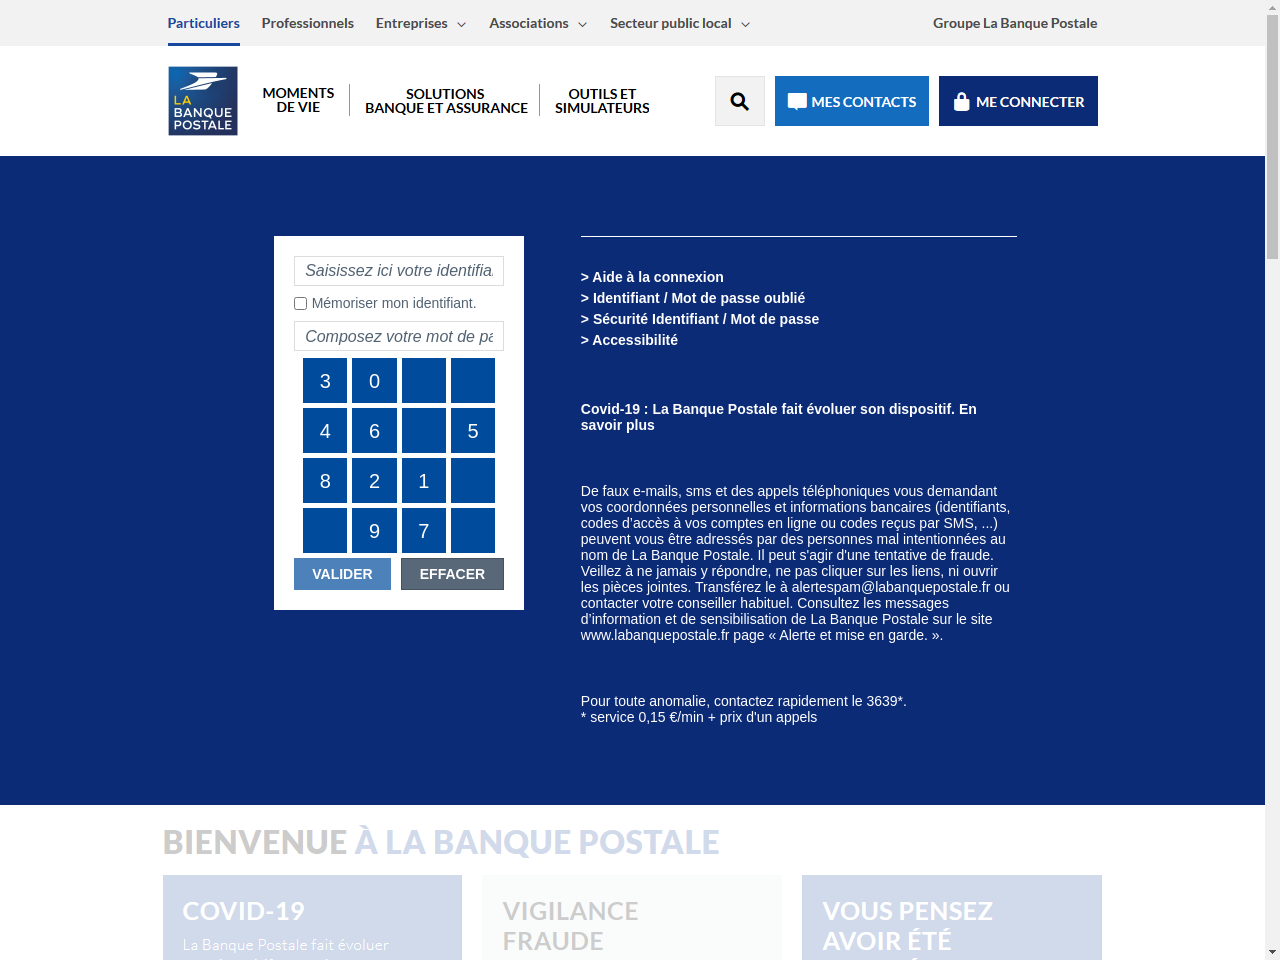 Particuliers Professionnels Entreprises Associations Secteur public local Groupe La Banque Postale
LA
BANQUE
POSTALE
MOMENTS
DE VIE
SOLUTIONS
BANQUE ET ASSURANCE
OUTILS ET
SIMULATEURS
MES CONTACTS
ME CONNECTER
Saisissez ici votre identifia
Mémoriser mon identifiant.
Composez votre mot de pa
3 0
4 6 5
8 2 1
9 7
VALIDER EFFACER
> Aide à la connexion
> Identifiant / Mot de passe oublié
> Sécurité Identifiant / Mot de passe
> Accessibilité
Covid-19 : La Banque Postale fait évoluer son dispositif. En
savoir plus
De faux e-mails, sms et des appels téléphoniques vous demandant
vos coordonnées personnelles et informations bancaires (identifiants,
codes d’accès à vos comptes en ligne ou codes reçus par SMS, ...)
peuvent vous être adressés par des personnes mal intentionnées au
nom de La Banque Postale. Il peut s'agir d'une tentative de fraude.
Veillez à ne jamais y répondre, ne pas cliquer sur les liens, ni ouvrir
les pièces jointes. Transférez le à alertespam@labanquepostale.fr ou
contacter votre conseiller habituel. Consultez les messages
d’information et de sensibilisation de La Banque Postale sur le site
www.labanquepostale.fr page « Alerte et mise en garde. ».
Pour toute anomalie, contactez rapidement le 3639*.
* service 0,15 €/min + prix d'un appels
BIENVENUE À LA BANQUE POSTALE
COVID-19
La Banque Postale fait évoluer
VIGILANCE
FRAUDE
VOUS PENSEZ
AVOIR ÉTÉ